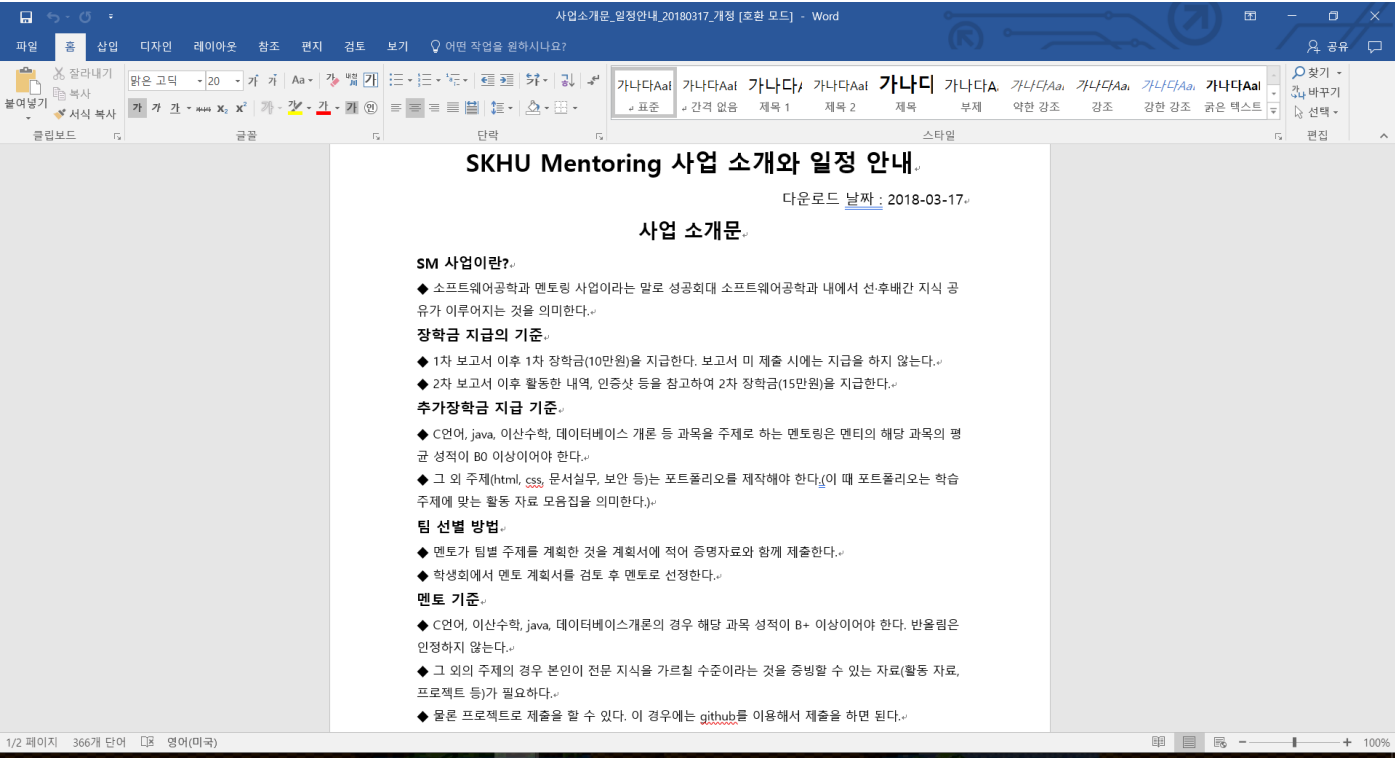 사업소개문_일정안내_20180317_개정 [호환 모드] - Word
파일 홈 삽입 디자인 레이아웃 참조 편지 검토 보기 어떤 작업을 원하시나요? 공유
붙여넣기 잘라내기 복사 서식 복사
맑은 고딕 20
가나다AaI 가나다AaI 가나다A 가나다AaI 가나다 가나다A 가나다AaI 가나다AaI 가나다AaI 가나다AaI
표준 간격 없음 제목 1 제목 2 제목 부제 약한 강조 강조 강한 강조 굵은 텍스트
찾기 바꾸기 선택
클립보드 글꼴 단락 스타일 편집
SKHU Mentoring 사업 소개와 일정 안내
다운로드 날짜 : 2018-03-17
사업 소개문
SM 사업이란?
◆ 소프트웨어공학과 멘토링 사업이라는 말로 성공회대 소프트웨어공학과 내에서 선·후배간 지식 공
유가 이루어지는 것을 의미한다.
장학금 지급의 기준
◆ 1차 보고서 이후 1차 장학금(10만원)을 지급한다. 보고서 미 제출 시에는 지급을 하지 않는다.
◆ 2차 보고서 이후 활동한 내역, 인증샷 등을 참고하여 2차 장학금(15만원)을 지급한다.
추가장학금 지급 기준
◆ C언어, java, 이산수학, 데이터베이스 개론 등 과목을 주제로 하는 멘토링은 멘티의 해당 과목의 평
균 성적이 B0 이상이어야 한다.
◆ 그 외 주제(html, css, 문서실무, 보안 등)는 포트폴리오를 제작해야 한다.(이 때 포트폴리오는 학습
주제에 맞는 활동 자료 모음집을 의미한다.)
팀 선별 방법
◆ 멘토가 팀별 주제를 계획한 것을 계획서에 적어 증명자료와 함께 제출한다.
◆ 학생회에서 멘토 계획서를 검토 후 멘토로 선정한다.
멘토 기준
◆ C언어, 이산수학, java, 데이터베이스개론의 경우 해당 과목 성적이 B+ 이상이어야 한다. 반올림은
인정하지 않는다.
◆ 그 외의 주제의 경우 본인이 전문 지식을 가르칠 수준이라는 것을 증빙할 수 있는 자료(활동 자료,
프로젝트 등)가 필요하다.
◆ 물론 프로젝트로 제출을 할 수 있다. 이 경우에는 github를 이용해서 제출을 하면 된다.
1/2 페이지 366개 단어 영어(미국) 100%